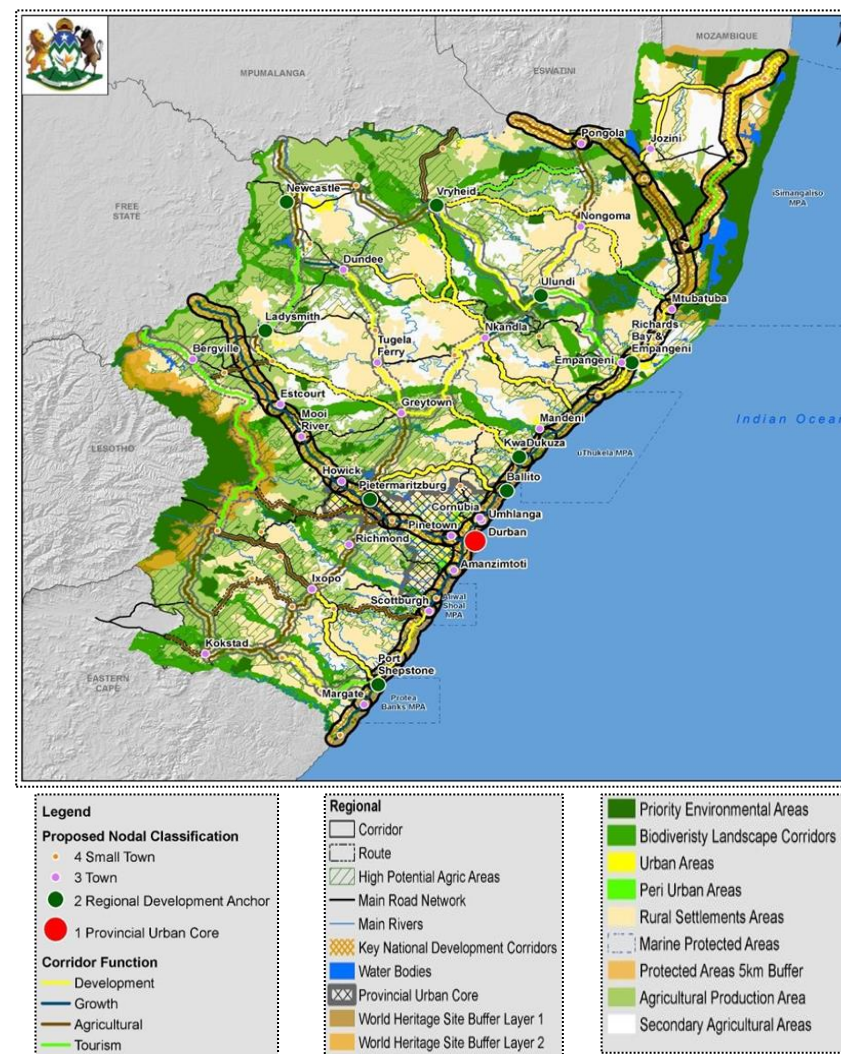 MOZAMBIQUE
MPUMALANGA
ESWATINI
Pongola
Jozini
iSimangaliso
MPA
Newcastle
Vryheid
FREE
STATE
Nongoma
Dundee
Ulundi
Mtubatuba
Ladysmith
Nkandla
Richards
Bay &
Empangeni
Bergville
Tugela
Ferry
Empangeni
Estcourt
Greytown
Indian Ocean
Mooi
River
Mandeni
LESOTHO
KwaDukuza
uThukela MPA
Howick
Ballito
Pietermaritzburg
Cornubia
Umhlanga
Pinetown
Durban
Richmond
Amanzimtoti
Ixopo
Scottburgh
Aliwal
Shoal
MPA
Kokstad
Port
Shepstone
EASTERN
CAPE
Margate
Protea
Banks MPA
Legend
Proposed Nodal Classification
4 Small Town
3 Town
2 Regional Development Anchor
1 Provincial Urban Core
Corridor Function
Development
Growth
Agricultural
Tourism
Regional
Corridor
Route
High Potential Agric Areas
Main Road Network
Main Rivers
Key National Development Corridors
Water Bodies
Provincial Urban Core
World Heritage Site Buffer Layer 1
World Heritage Site Buffer Layer 2
Priority Environmental Areas
Biodiveristy Landscape Corridors
Urban Areas
Peri Urban Areas
Rural Settlements Areas
Marine Protected Areas
Protected Areas 5km Buffer
Agricultural Production Area
Secondary Agricultural Areas